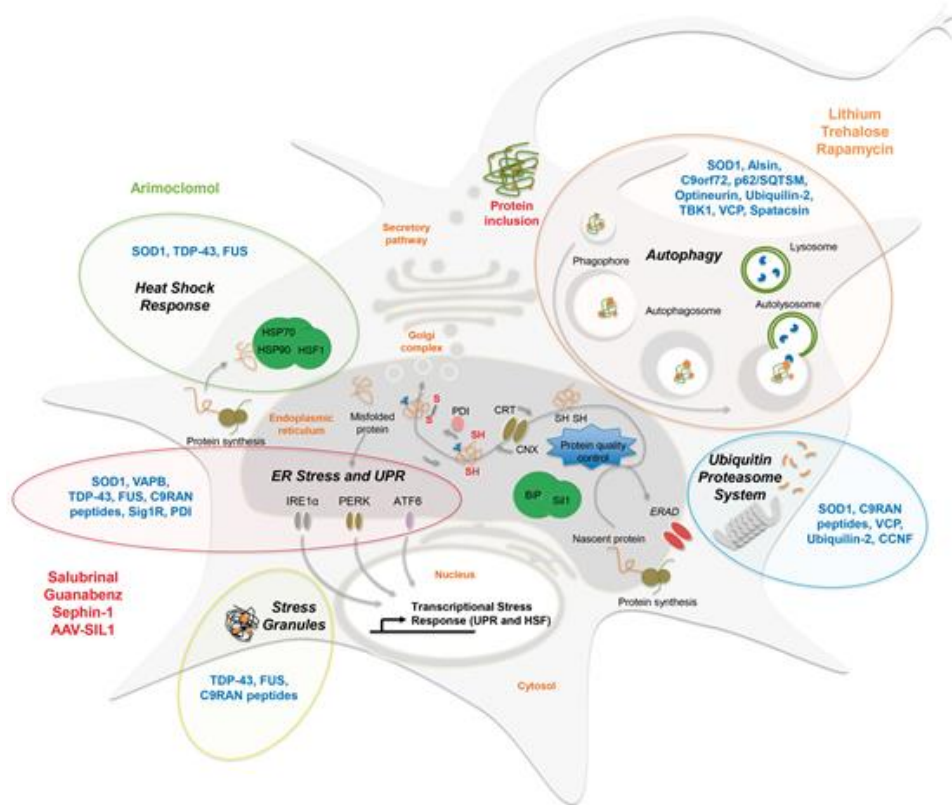 Lithium
Trehalose
Rapamycin
SOD1, Alsin,
C9orf72, p62/SQTSM,
Optineurin, Ubiquilin-2,
TBK1, VCP, Spatacsin
Arimoclomol
Protein
inclusion
Secretory
pathway
SOD1, TDP-43, FUS
Heat Shock
Response
Phagophore
Autophagy
Lysosome
Autophagosome
Autolysosome
HSP70
HSP90 HSF1
Golgi
complex
Protein synthesis
Endoplasmic
reticulum
Misfolded
protein
S
S
PDI
SH
SH
CRT
CNX
SH SH
Protein quality
control
Ubiquitin
Proteasome
System
SOD1, C9RAN
peptides, VCP,
Ubiquilin-2, CCNF
SOD1, VAPB,
TDP-43, FUS, C9RAN
peptides, Sig1R, PDI
ER Stress and UPR
IRE1α PERK ATF6
BiP
Sil1
ERAD
Nascent protein
Protein synthesis
Salubrinal
Guanabenz
Sephin-1
AAV-SIL1
Nucleus
Transcriptional Stress
Response (UPR and HSF)
Stress
Granules
TDP-43, FUS,
C9RAN peptides
Cytosol